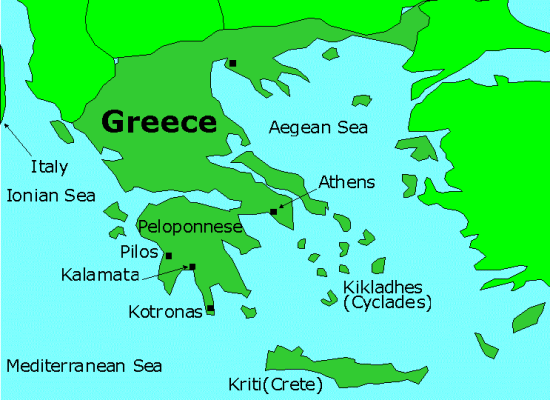 Greece
Aegean Sea
Italy
Ionian Sea
Athens
Peloponnese
Pilos
Kalamata
Kikladhes
(Cyclades)
Kotronas
Mediterranean Sea
Kriti(Crete)